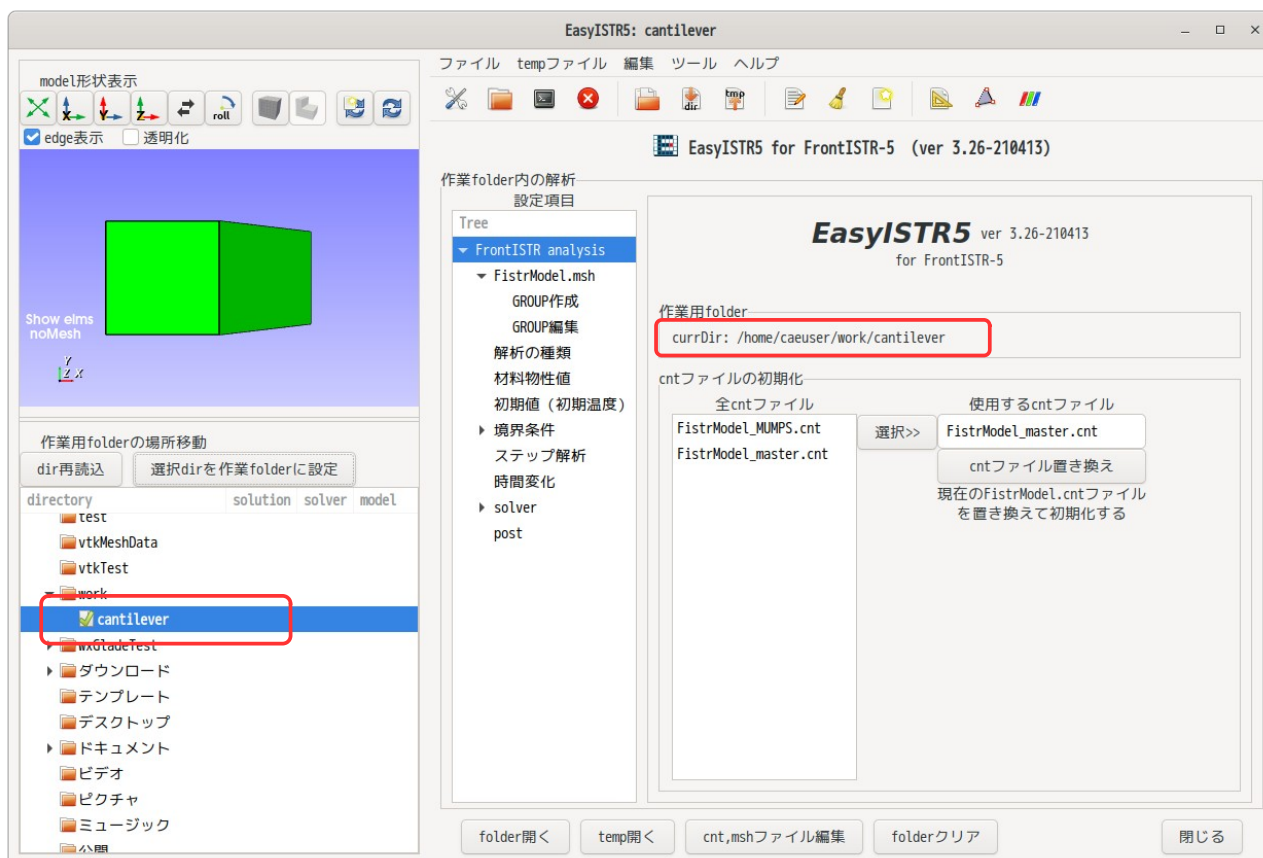 EasyISTR5: cantilever
model形状表示
roll
edge表示 透明化
Show elms
noMesh
Y
Z X
作業用folderの場所移動
dir再読込 選択dirを作業folderに設定
directory solution solver model
test
vtkMeshData
vtkTest
work
cantilever
wxGladeTest
ダウンロード
テンプレート
デスクトップ
ドキュメント
ビデオ
ピクチャ
ミュージック
公開
ファイル tempファイル 編集 ツール ヘルプ
dir tmp
EasyISTR5 for FrontISTR-5 (ver 3.26-210413)
作業folder内の解析
設定項目
Tree
FrontISTR analysis
FistrModel.msh
GROUP作成
GROUP編集
解析の種類
材料物性値
初期値(初期温度)
境界条件
ステップ解析
時間変化
solver
post
EasyISTR5 ver 3.26-210413
for FrontISTR-5
作業用folder
currDir: /home/caeuser/work/cantilever
cntファイルの初期化
全cntファイル
FistrModel_MUMPS.cnt
FistrModel_master.cnt
選択>>
使用するcntファイル
FistrModel_master.cnt
cntファイル置き換え
現在のFistrModel.cntファイル
を置き換えて初期化する
folder開く temp開く cnt,mshファイル編集 folderクリア 閉じる